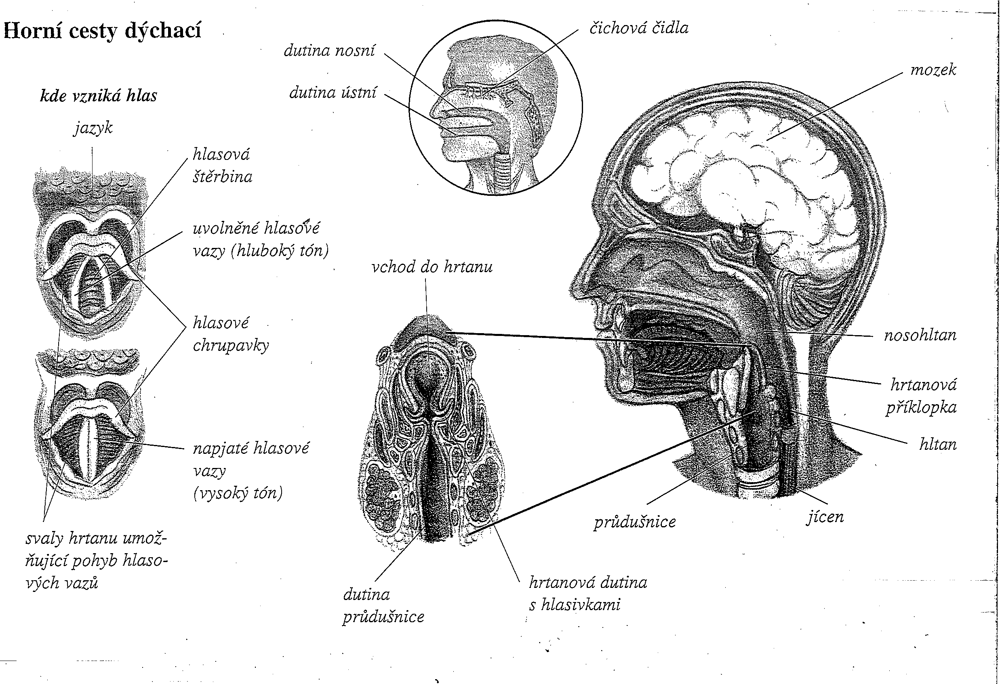 Horní cesty dýchací
kde vzniká hlas
jazyk
hlasová
štěrbina
uvolněné hlasové
vazy (hluboký tón)
hlasové
chrupavky
napjaté hlasové
vazy
(vysoký tón)
svaly hrtanu umož-
ňující pohyb hlaso-
vých vazů
dutina nosní
dutina ústní
čichová čidla
vchod do hrtanu
dutina
průdušnice
hrtanová dutina
s hlasivkami
mozek
nosohltan
hrtanová
příklopka
hltan
průdušnice
jícen